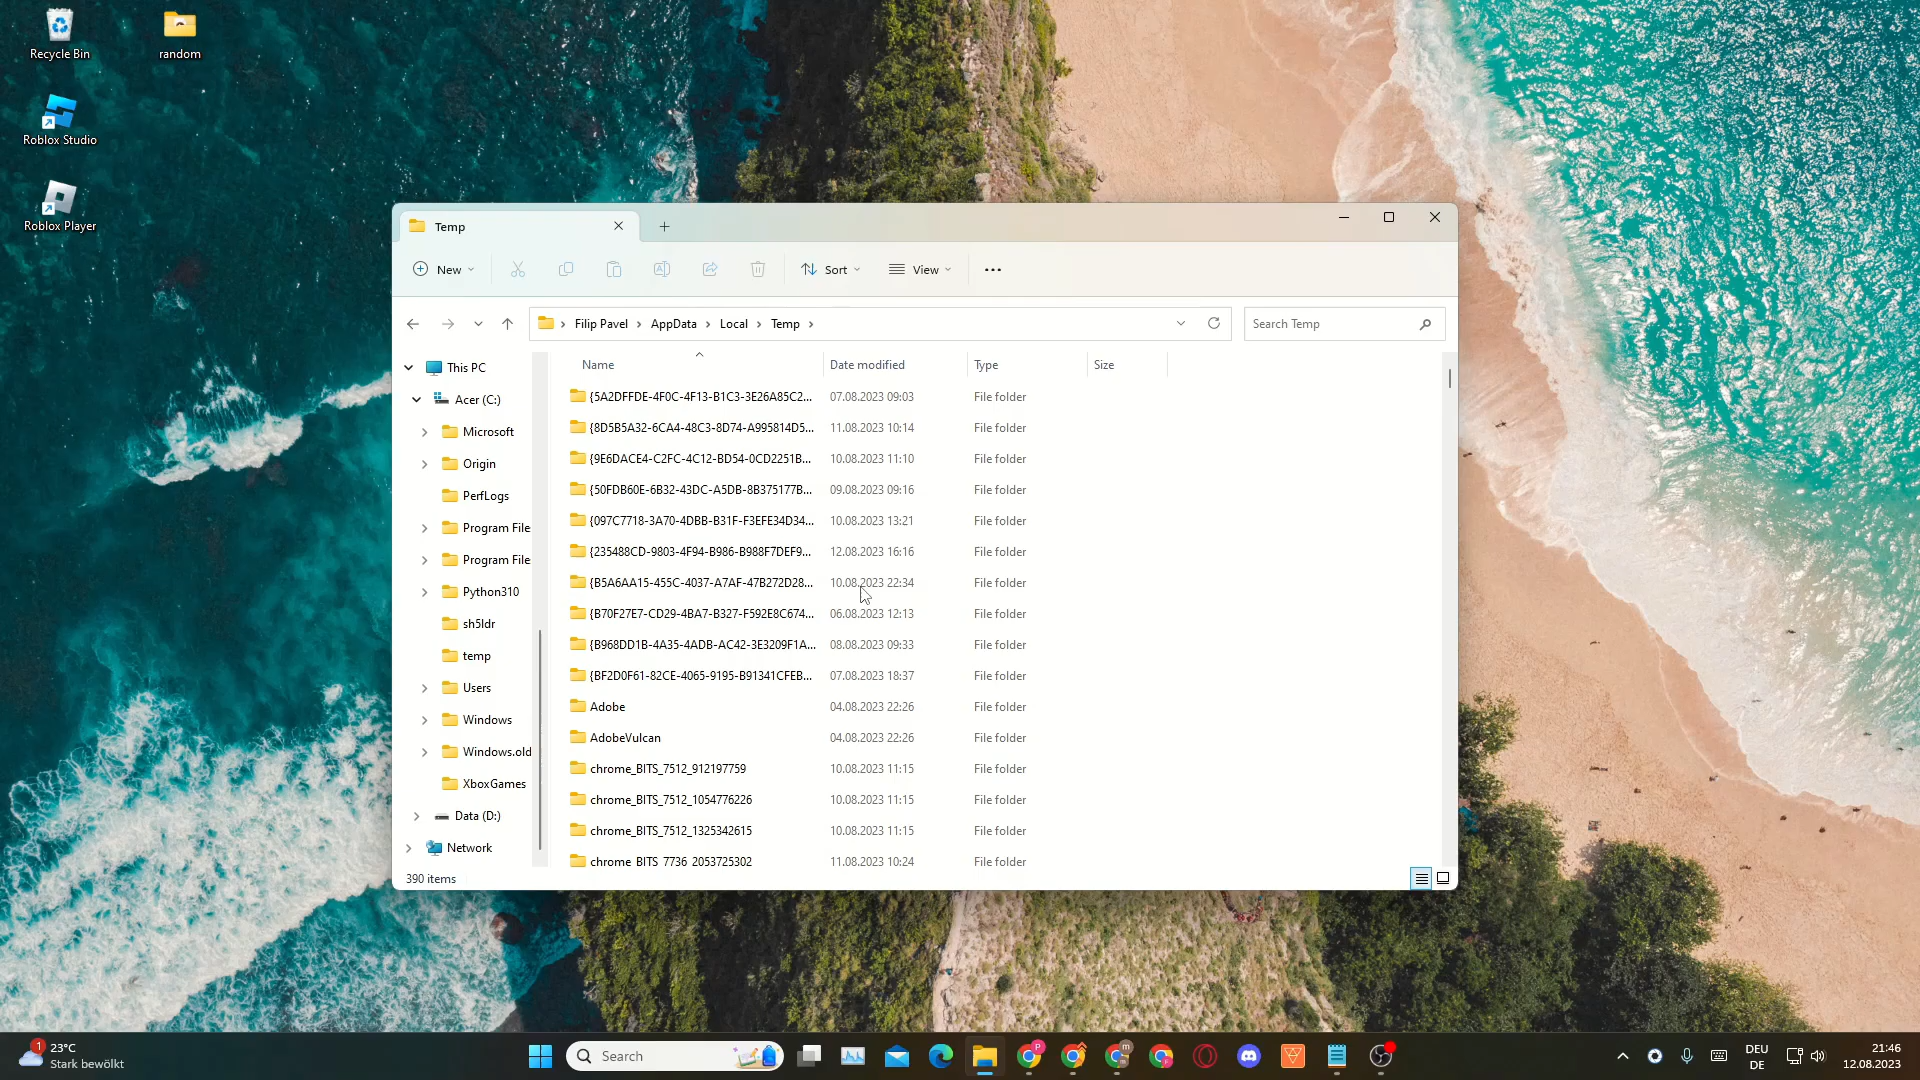 Recycle Bin
random
Roblox Studio
Roblox Player
Temp
New
Sort
View
Filip Pavel
AppData
Local
Temp
Search Temp
This PC
Acer (C:)
Microsoft
Origin
PerfLogs
Program File
Program File
Python310
sh5ldr
temp
Users
Windows
Windows.old
XboxGames
Data (D:)
Network
Name Date modified Type Size
{5A2DFFDE-4F0C-4F13-B1C3-3E26A85C2... 07.08.2023 09:03 File folder
{8D5B5A32-6CA4-48C3-8D74-A995814D5... 11.08.2023 10:14 File folder
{9E6DACE4-C2FC-4C12-BD54-0CD2251B... 10.08.2023 11:10 File folder
{50FDB60E-6B32-43DC-A5DB-8B375177B... 09.08.2023 09:16 File folder
{097C7718-3A70-4DBB-B31F-F3EFE34D34... 10.08.2023 13:21 File folder
{235488CD-9803-4F94-B986-B988F7DEF9... 12.08.2023 16:16 File folder
{B5A6AA15-455C-4037-A7AF-47B272D28... 10.08.2023 22:34 File folder
{B70F27E7-CD29-4BA7-B327-F592E8C674... 06.08.2023 12:13 File folder
{B968DD1B-4A35-4ADB-AC42-3E3209F1A... 08.08.2023 09:33 File folder
{BF2D0F61-82CE-4065-9195-B91341CFEB... 07.08.2023 18:37 File folder
Adobe 04.08.2023 22:26 File folder
AdobeVulcan 04.08.2023 22:26 File folder
chrome_BITS_7512_912197759 10.08.2023 11:15 File folder
chrome_BITS_7512_1054776226 10.08.2023 11:15 File folder
chrome_BITS_7512_1325342615 10.08.2023 11:15 File folder
chrome_BITS_7736_2053725302 11.08.2023 10:24 File folder
390 items
1
23°C
Stark bewölkt
Search
P
m
DEU
DE
21:46
12.08.2023